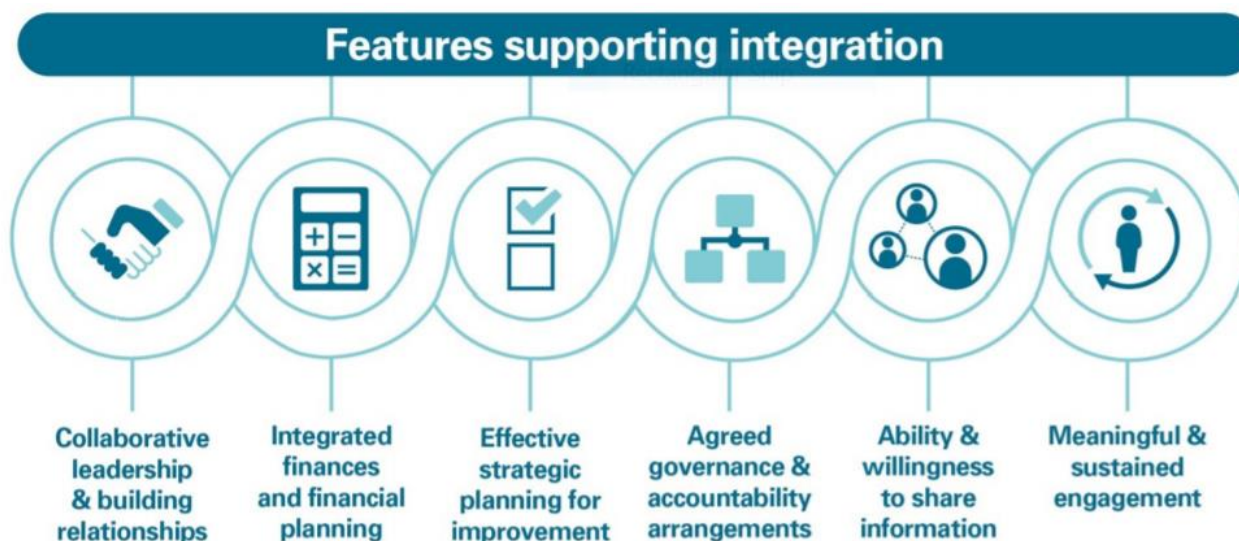 Features supporting integration
Collaborative
leadership
& building
relationships
Integrated
finances
and financial
planning
Effective
strategic
planning for
improvement
Agreed
governance &
accountability
arrangements
Ability &
willingness
to share
information
Meaningful &
sustained
engagement